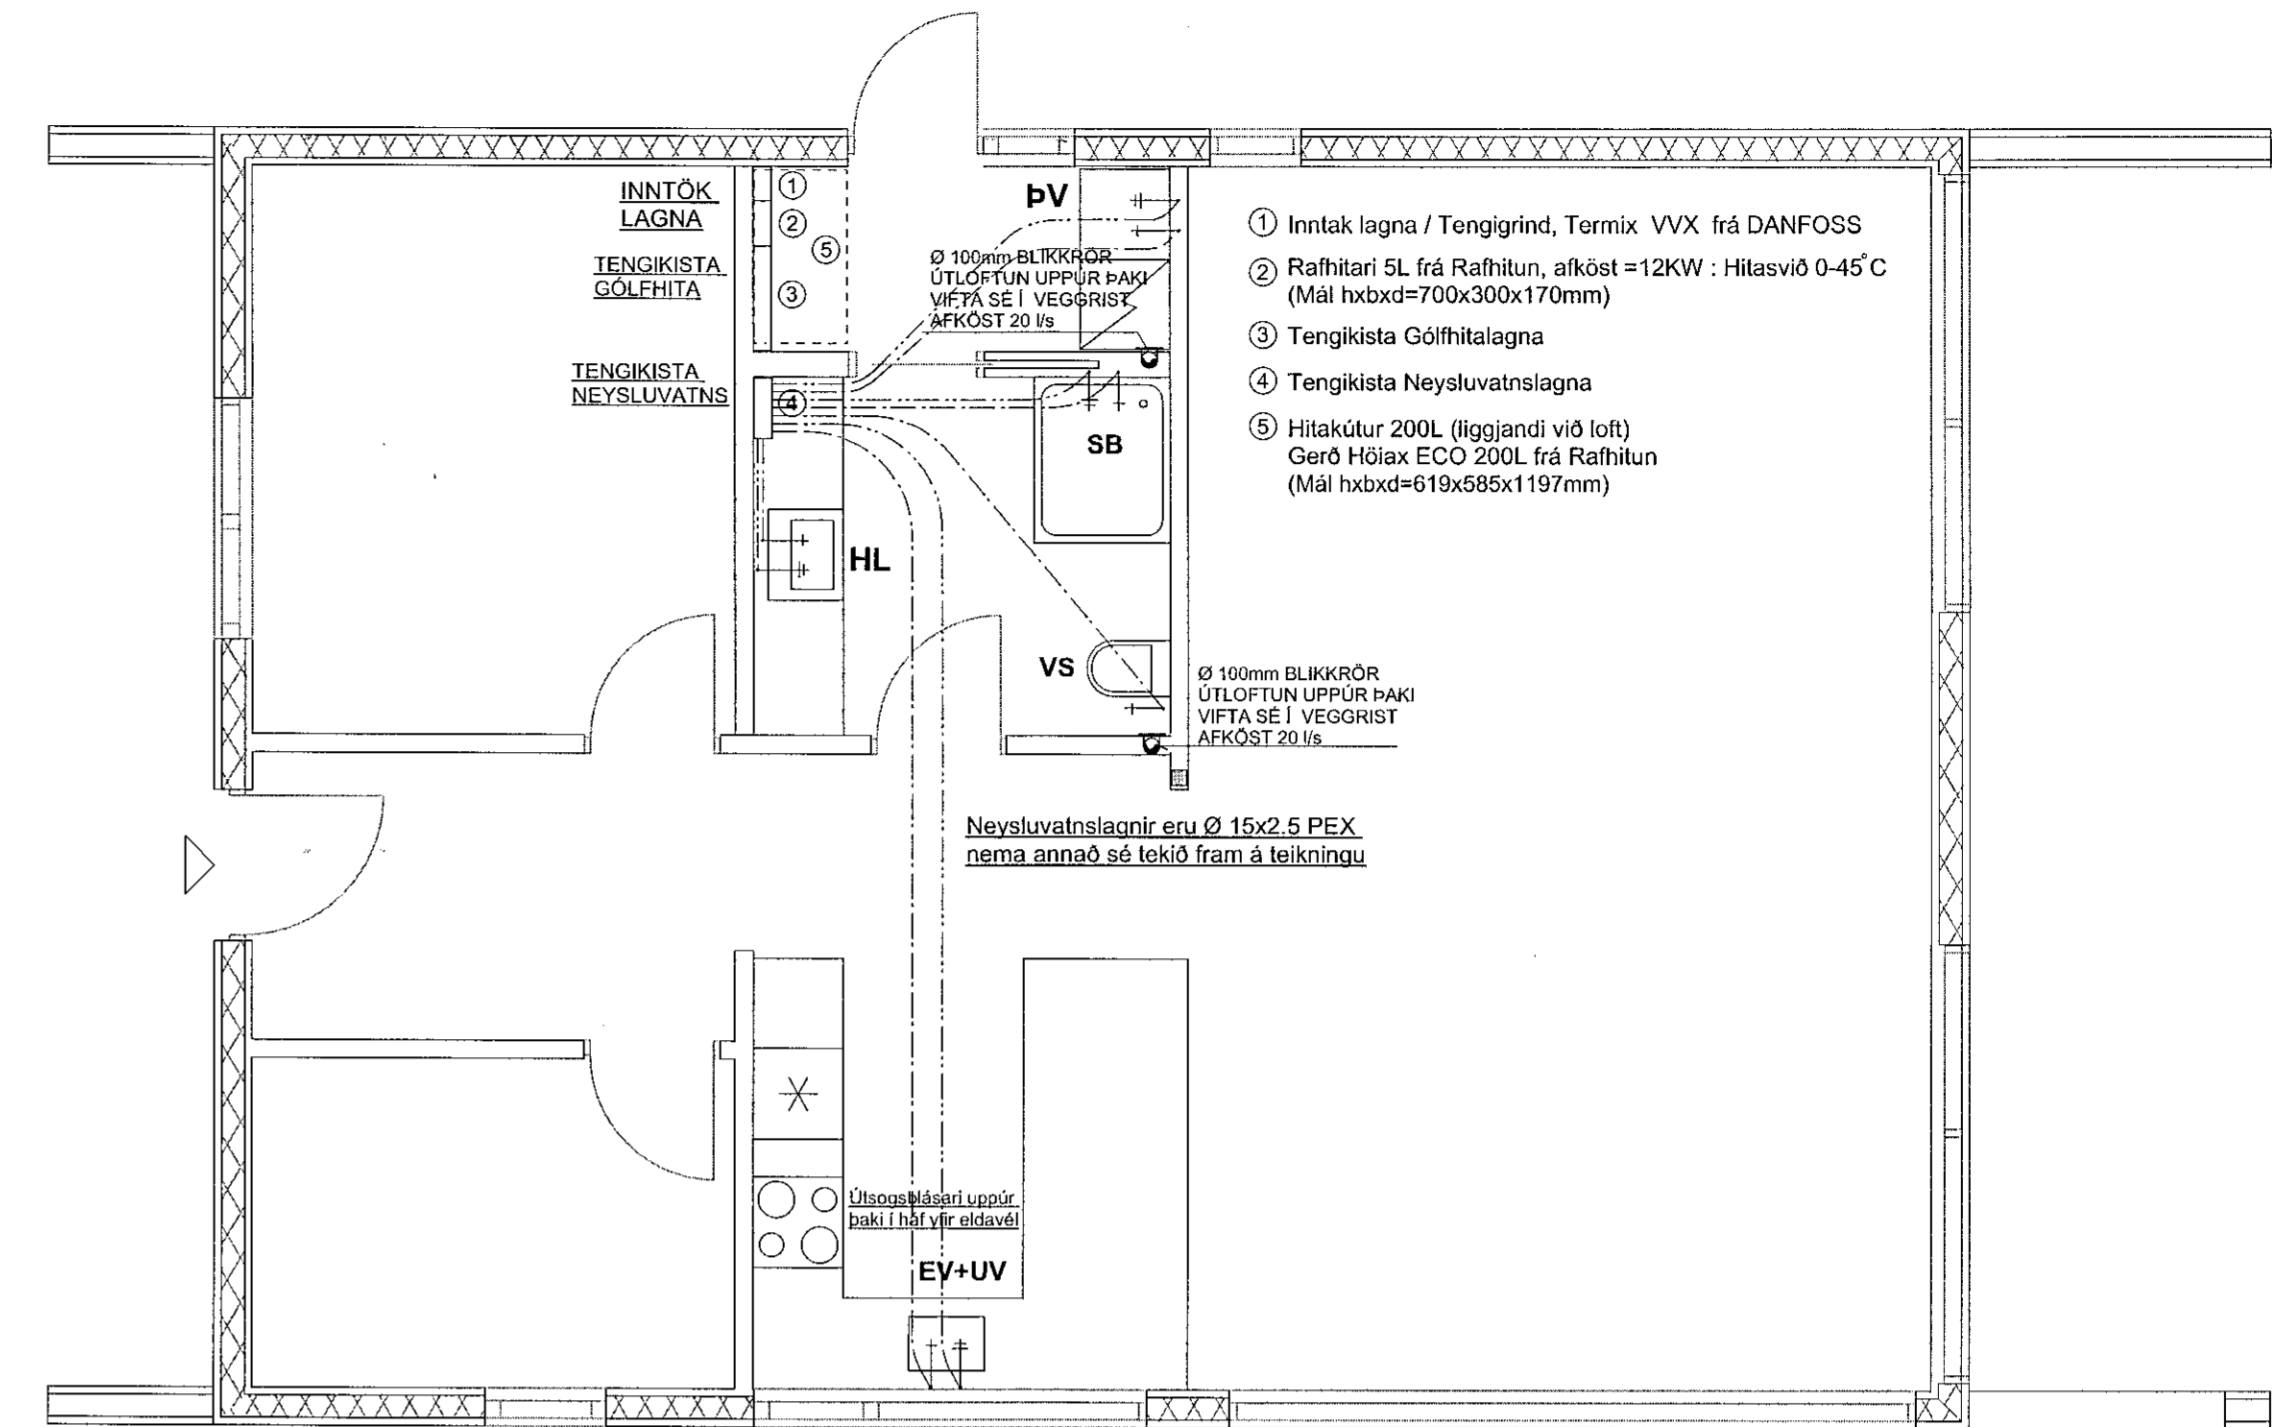 INNTÖK
LAGNA
TENGIKISTA
GÓLFHITA
TENGIKISTA
NEYSLUVATNS
1
2
5
3
4
ÞV
Ø 100mm BLIKKRÖR
ÚTLOFTUN UPPÚR ÞAKI
VIFTA SÉ Í VEGGRIST
AFKÖST 20 l/s
SB
HL
VS
Ø 100mm BLIKKRÖR
ÚTLOFTUN UPPÚR ÞAKI
VIFTA SÉ Í VEGGRIST
AFKÖST 20 l/s
1 Inntak lagna / Tengigrind, Termix VVX frá DANFOSS
2 Rafhitari 5L frá Rafhitun, afköst =12KW : Hitasvið 0-45°C
(Mál hxbxd=700x300x170mm)
3 Tengikista Gólfhitalagna
4 Tengikista Neysluvatnslagna
5 Hitakútur 200L (liggjandi við loft)
Gerð Höiax ECO 200L frá Rafhitun
(Mál hxbxd=619x585x1197mm)
Neysluvatnslagnir eru Ø 15x2.5 PEX
nema annað sé tekið fram á teikningu
Útsogsblásari uppúr
þaki í háf yfir eldavél
EV+UV